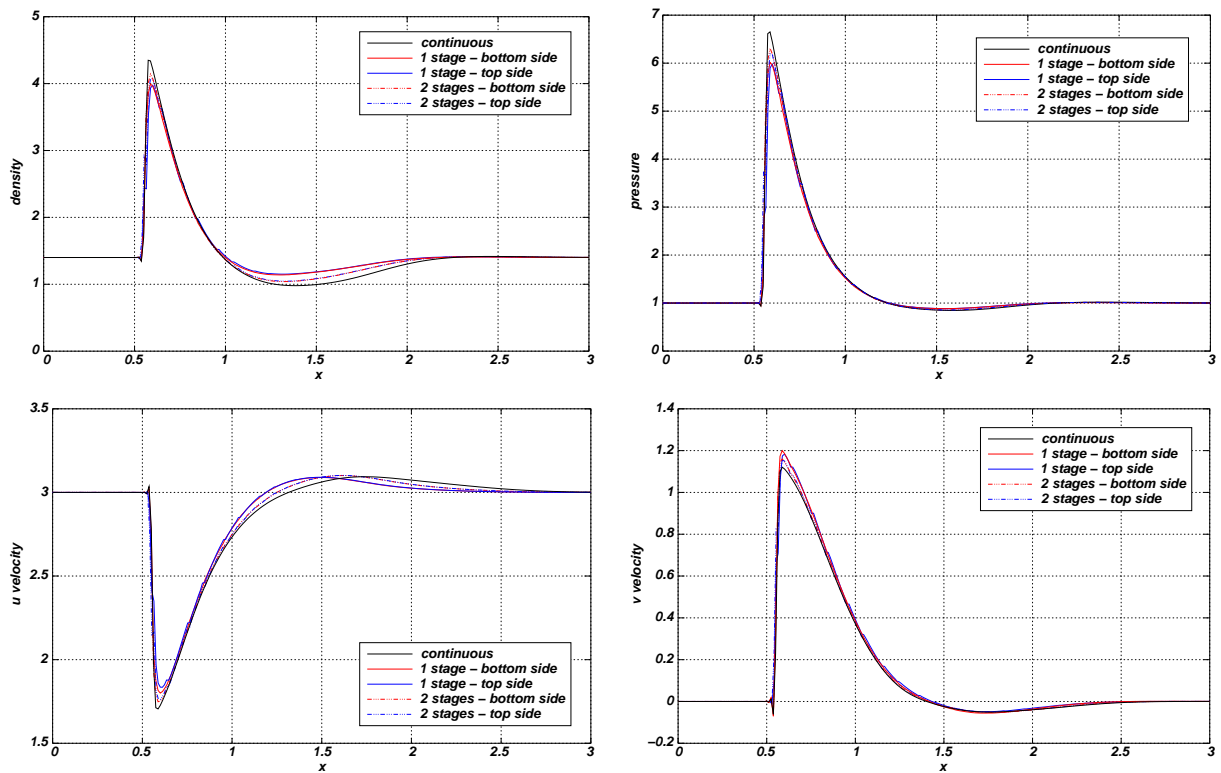 5
4
3
2
1
0
density
0 0.5 1 1.5 2 2.5 3
x
continuous
1 stage – bottom side
1 stage – top side
2 stages – bottom side
2 stages – top side
7
6
5
4
3
2
1
0
pressure
0 0.5 1 1.5 2 2.5 3
x
continuous
1 stage – bottom side
1 stage – top side
2 stages – bottom side
2 stages – top side
3.5
3
2.5
2
1.5
u velocity
0 0.5 1 1.5 2 2.5 3
x
continuous
1 stage – bottom side
1 stage – top side
2 stages – bottom side
2 stages – top side
1.4
1.2
1
0.8
0.6
0.4
0.2
0
–0.2
v velocity
0 0.5 1 1.5 2 2.5 3
x
continuous
1 stage – bottom side
1 stage – top side
2 stages – bottom side
2 stages – top side